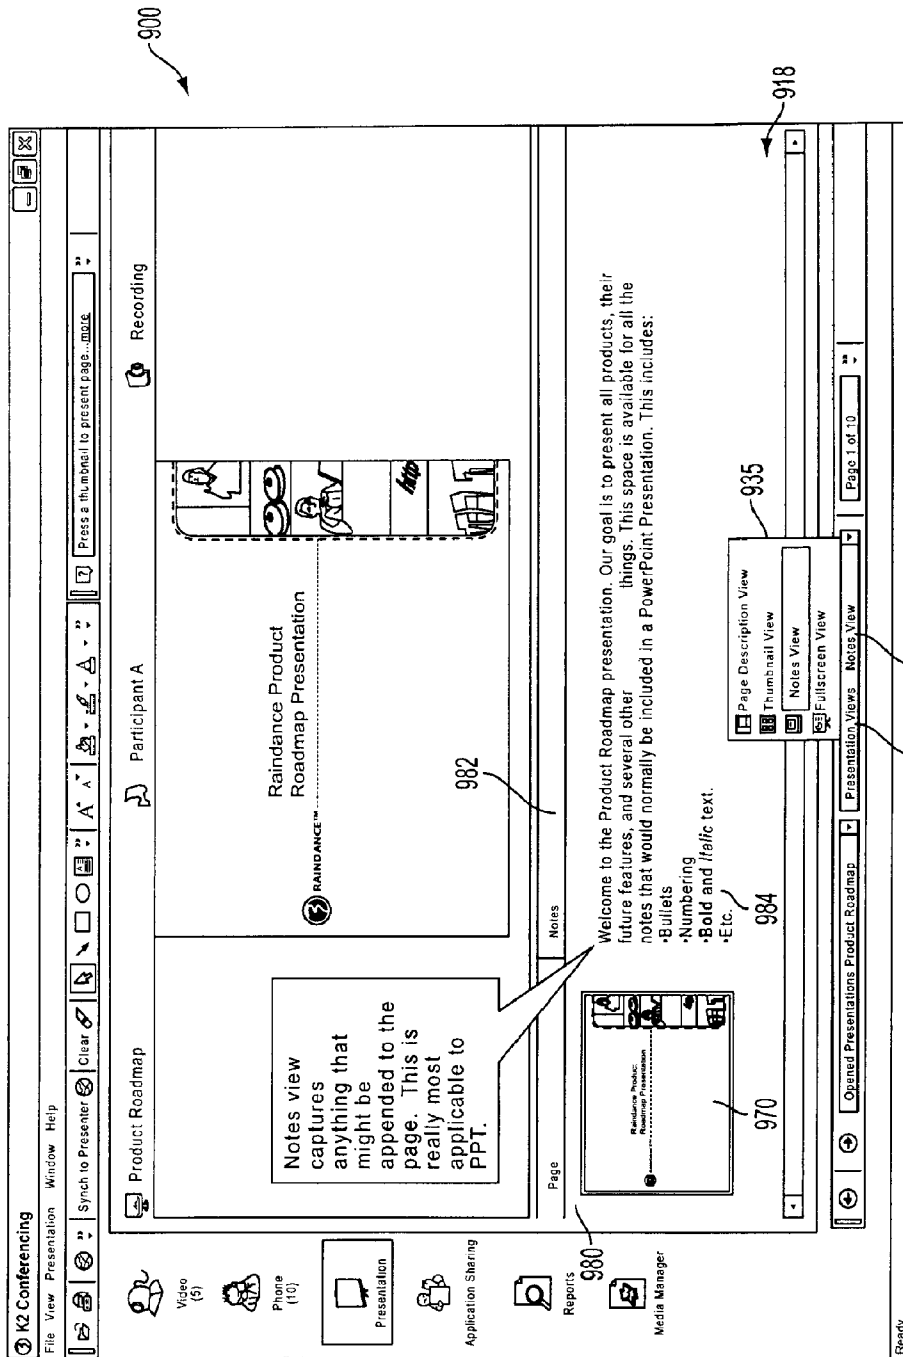 900
K2 Conferencing
File View Presentation Window Help
Synch to Presenter Clear A A A Press a thumbnail to present page...more
Product Roadmap Participant A Recording
Video
(5)
Phone
(10)
Presentation
Application Sharing
Reports
Media Manager
Notes view
captures
anything that
might be
appended to the
page. This is
really most
applicable to
PPT.
RAINDANCE™
Raindance Product
Roadmap Presentation
http
982
Page Notes
980
Raindance Product
Roadmap Presentation
970
Welcome to the Product Roadmap presentation. Our goal is to present all products, their
future features, and several other things. This space is available for all the
notes that would normally be included in a PowerPoint Presentation. This includes:
•Bullets
•Numbering
•Bold and Italic text.
•Etc.
984
918
935
Page Description View
Thumbnail View
Notes View
Fullscreen View
Opened Presentations Product Roadmap Presentation Views Notes View Page 1 of 10
Ready